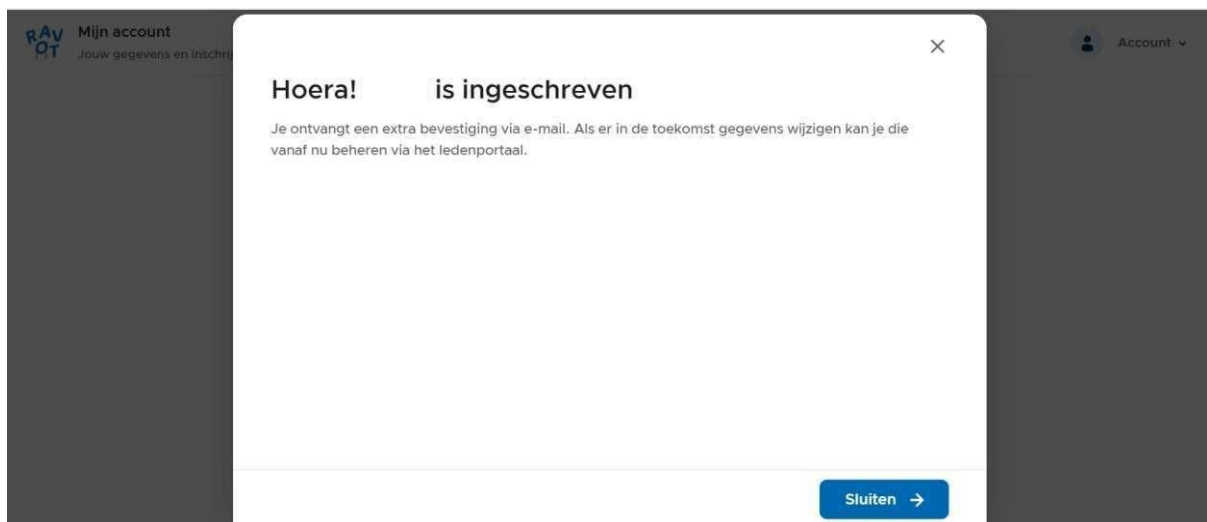 RAV
OT
Mijn account
Jouw gegevens en inschrij
Account
Hoera! is ingeschreven
Je ontvangt een extra bevestiging via e-mail. Als er in de toekomst gegevens wijzigen kan je die
vanaf nu beheren via het ledenportaal.
Sluiten